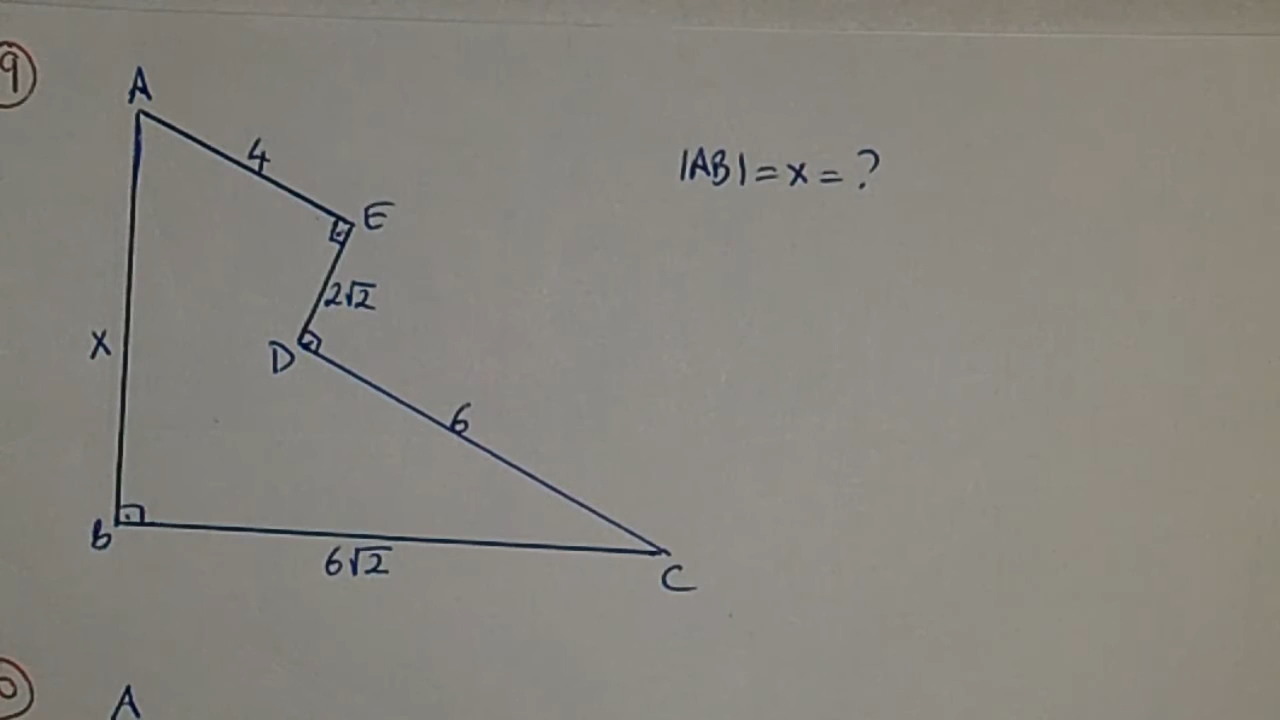 9
A
4
|AB| = x = ?
E
2√2
x
D
6
B
6√2
C
A